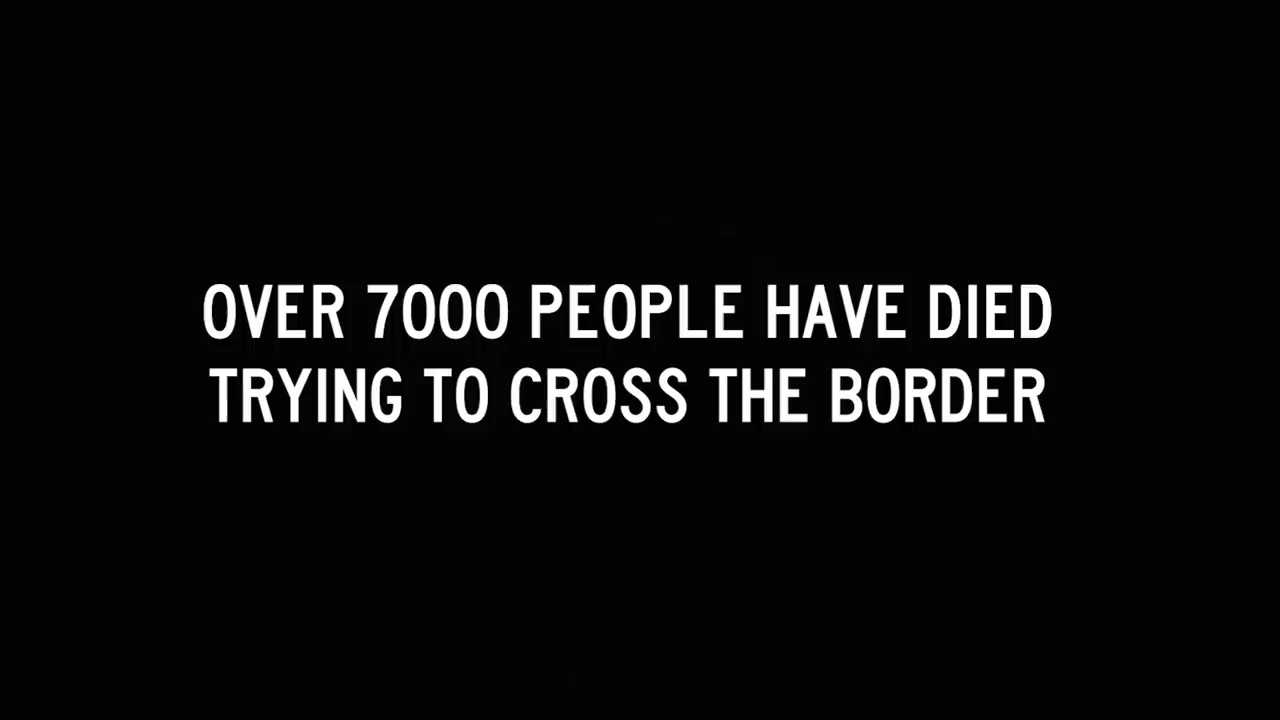 OVER 7000 PEOPLE HAVE DIED
TRYING TO CROSS THE BORDER